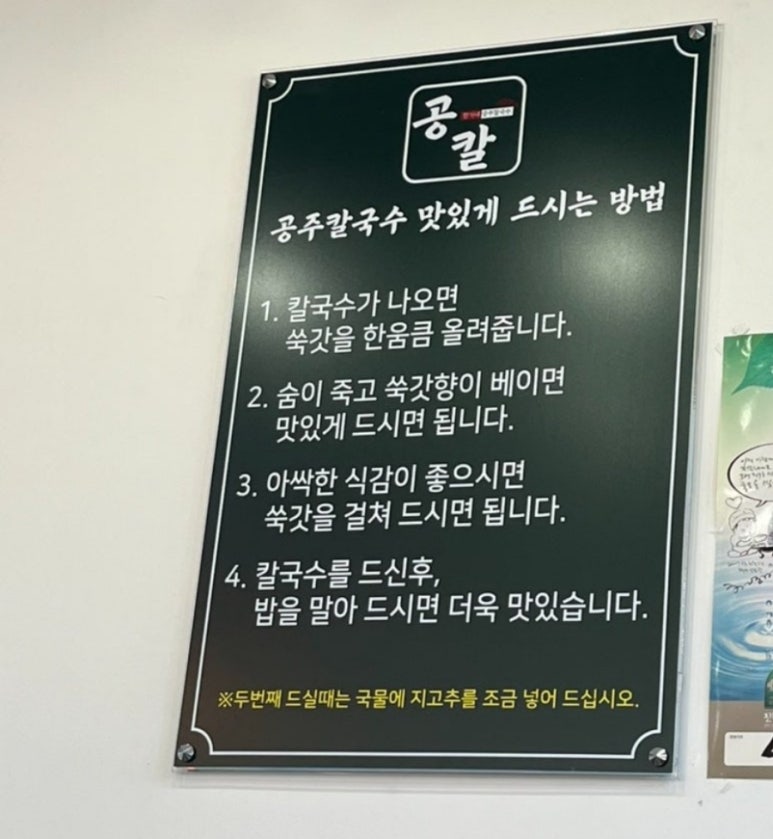 공칼
공주칼국수
공주칼국수 맛있게 드시는 방법
1. 칼국수가 나오면
쑥갓을 한움큼 올려줍니다.
2. 숨이 죽고 쑥갓향이 베이면
맛있게 드시면 됩니다.
3. 아싹한 식감이 좋으시면
쑥갓을 걸쳐 드시면 됩니다.
4. 칼국수를 드신후,
밥을 말아 드시면 더욱 맛있습니다.
※두번째 드실때는 국물에 지고추를 조금 넣어 드십시오.